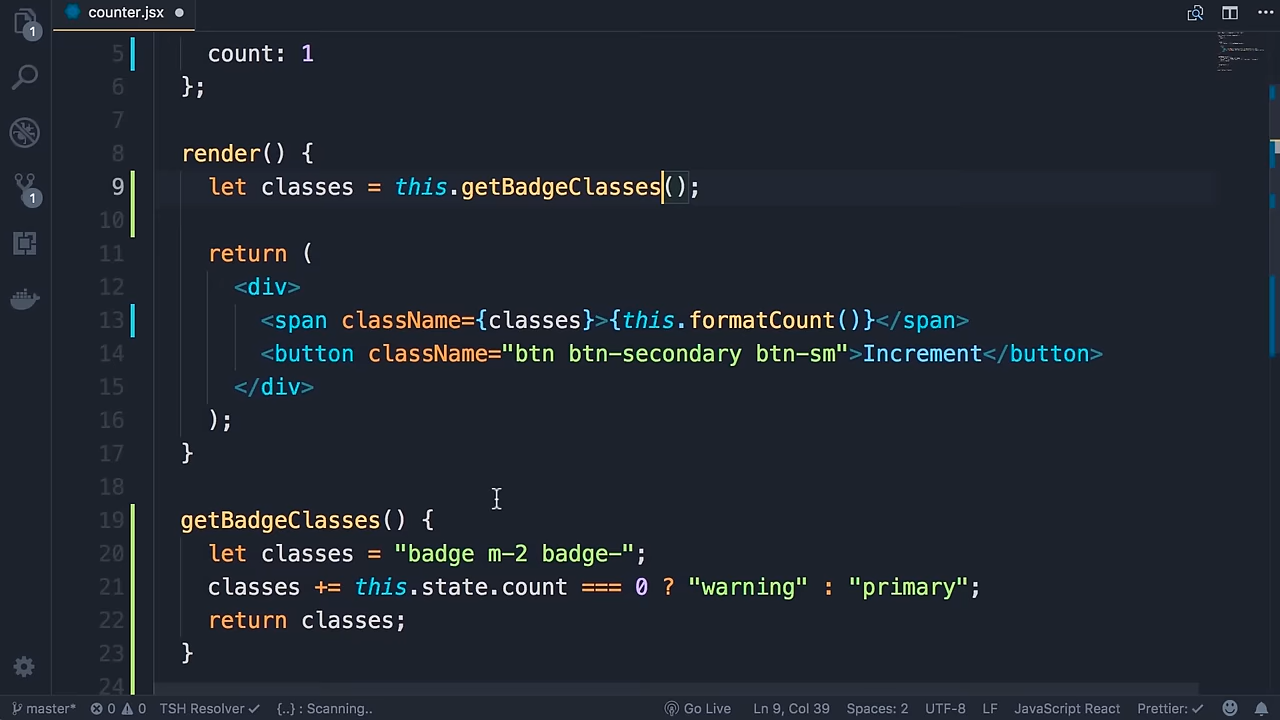 counter.jsx
1
1
5 count: 1
6 };
7
8 render() {
9 let classes = this.getBadgeClasses();
10
11 return (
12 <div>
13 <span className={classes}>{this.formatCount()}</span>
14 <button className="btn btn-secondary btn-sm">Increment</button>
15 </div>
16 );
17 }
18
19 getBadgeClasses() {
20 let classes = "badge m-2 badge-";
21 classes += this.state.count === 0 ? "warning" : "primary";
22 return classes;
23 }
24
master* 0 0 TSH Resolver {..} : Scanning.. Go Live Ln 9, Col 39 Spaces: 2 UTF-8 LF JavaScript React Prettier: